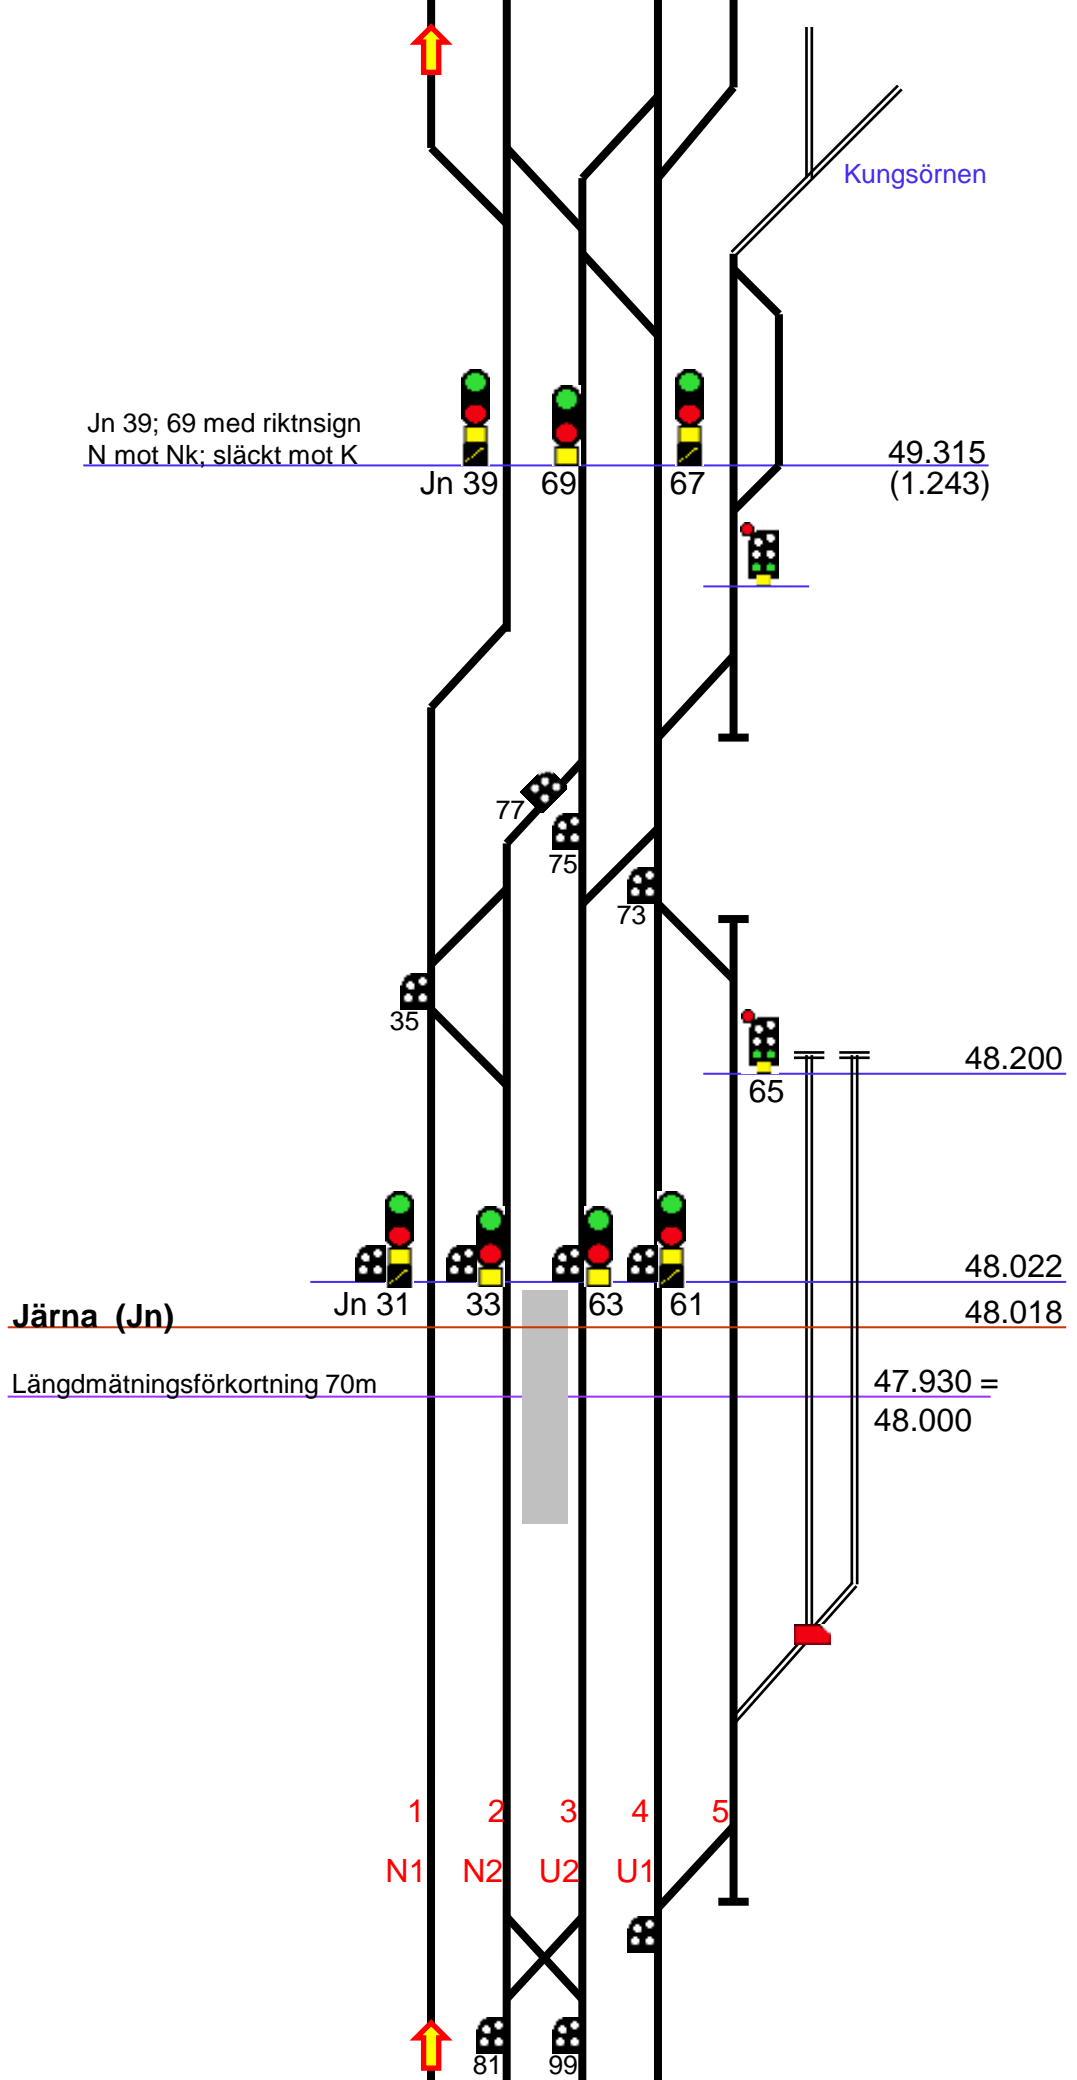 Kungsörnen
Jn 39; 69 med riktnsign
N mot Nk; släckt mot K
49.315
(1.243)
Jn 39
69
67
77
75
73
35
48.200
65
48.022
Jn 31
33
63
61
Järna (Jn)
48.018
Längdmätningsförkortning 70m
47.930 =
48.000
1
2
3
4
5
N1
N2
U2
U1
81
99